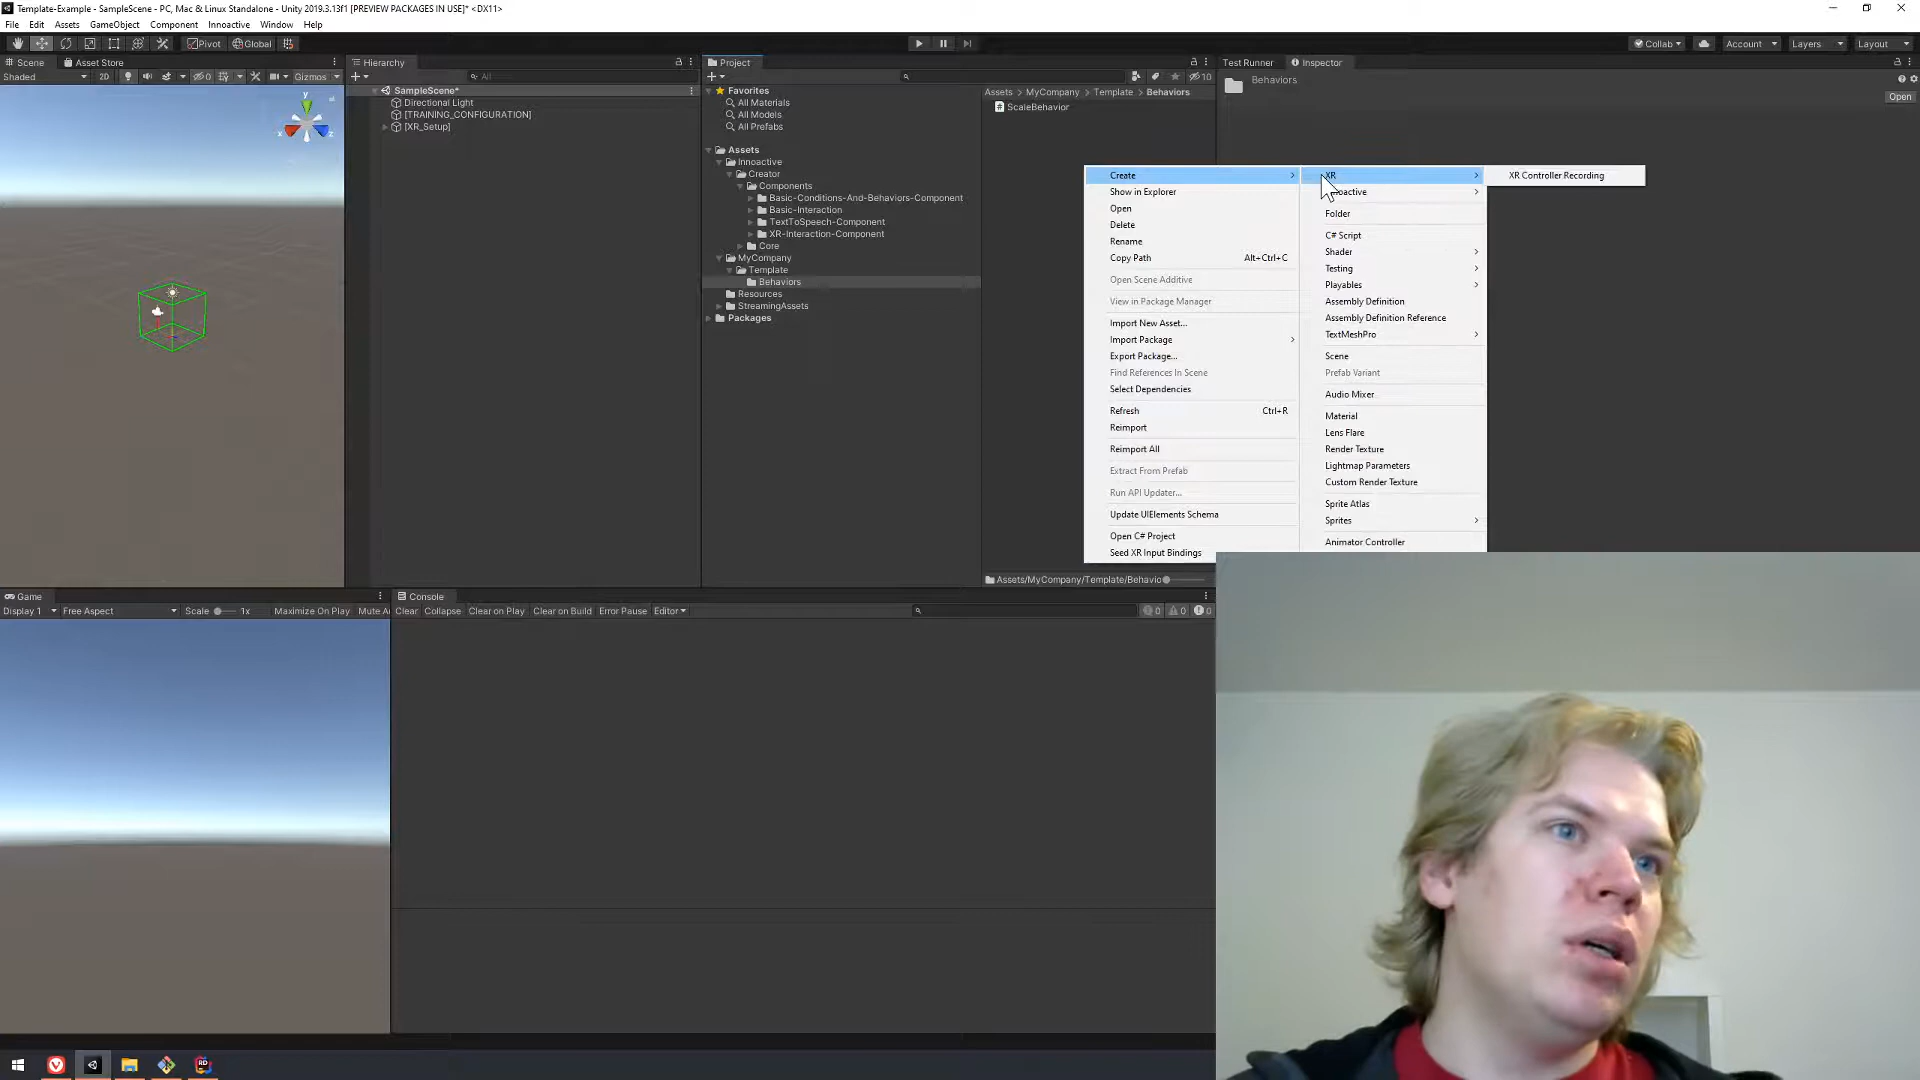 Template-Example - SampleScene - PC, Mac & Linux Standalone - Unity 2019.3.13f1 [PREVIEW PACKAGES IN USE]* <DX11>
File Edit Assets GameObject Component Innoactive Window Help
Pivot Global Collab Account Layers Layout
Scene Asset Store
Shaded 2D 0 Gizmos
y
x
z
Hierarchy
All
SampleScene*
Directional Light
[TRAINING_CONFIGURATION]
[XR_Setup]
Project
10
Favorites
All Materials
All Models
All Prefabs
Assets
Innoactive
Creator
Components
Basic-Conditions-And-Behaviors-Component
Basic-Interaction
TextToSpeech-Component
XR-Interaction-Component
Core
MyCompany
Template
Behaviors
Resources
StreamingAssets
Packages
Assets > MyCompany > Template > Behaviors
ScaleBehavior
Test Runner Inspector
Behaviors
Open
Create
Show in Explorer
Open
Delete
Rename
Copy Path Alt+Ctrl+C
Open Scene Additive
View in Package Manager
Import New Asset...
Import Package
Export Package...
Find References In Scene
Select Dependencies
Refresh Ctrl+R
Reimport
Reimport All
Extract From Prefab
Run API Updater...
Update UIElements Schema
Open C# Project
Seed XR Input Bindings
XR
Folder
C# Script
Shader
Testing
Playables
Assembly Definition
Assembly Definition Reference
TextMeshPro
Scene
Prefab Variant
Audio Mixer
Material
Lens Flare
Render Texture
Lightmap Parameters
Custom Render Texture
Sprite Atlas
Sprites
Animator Controller
XR Controller Recording
Assets/MyCompany/Template/Behavio
Game
Display 1 Free Aspect Scale 1x Maximize On Play Mute A
Console
Clear Collapse Clear on Play Clear on Build Error Pause Editor 0 0 0
RD